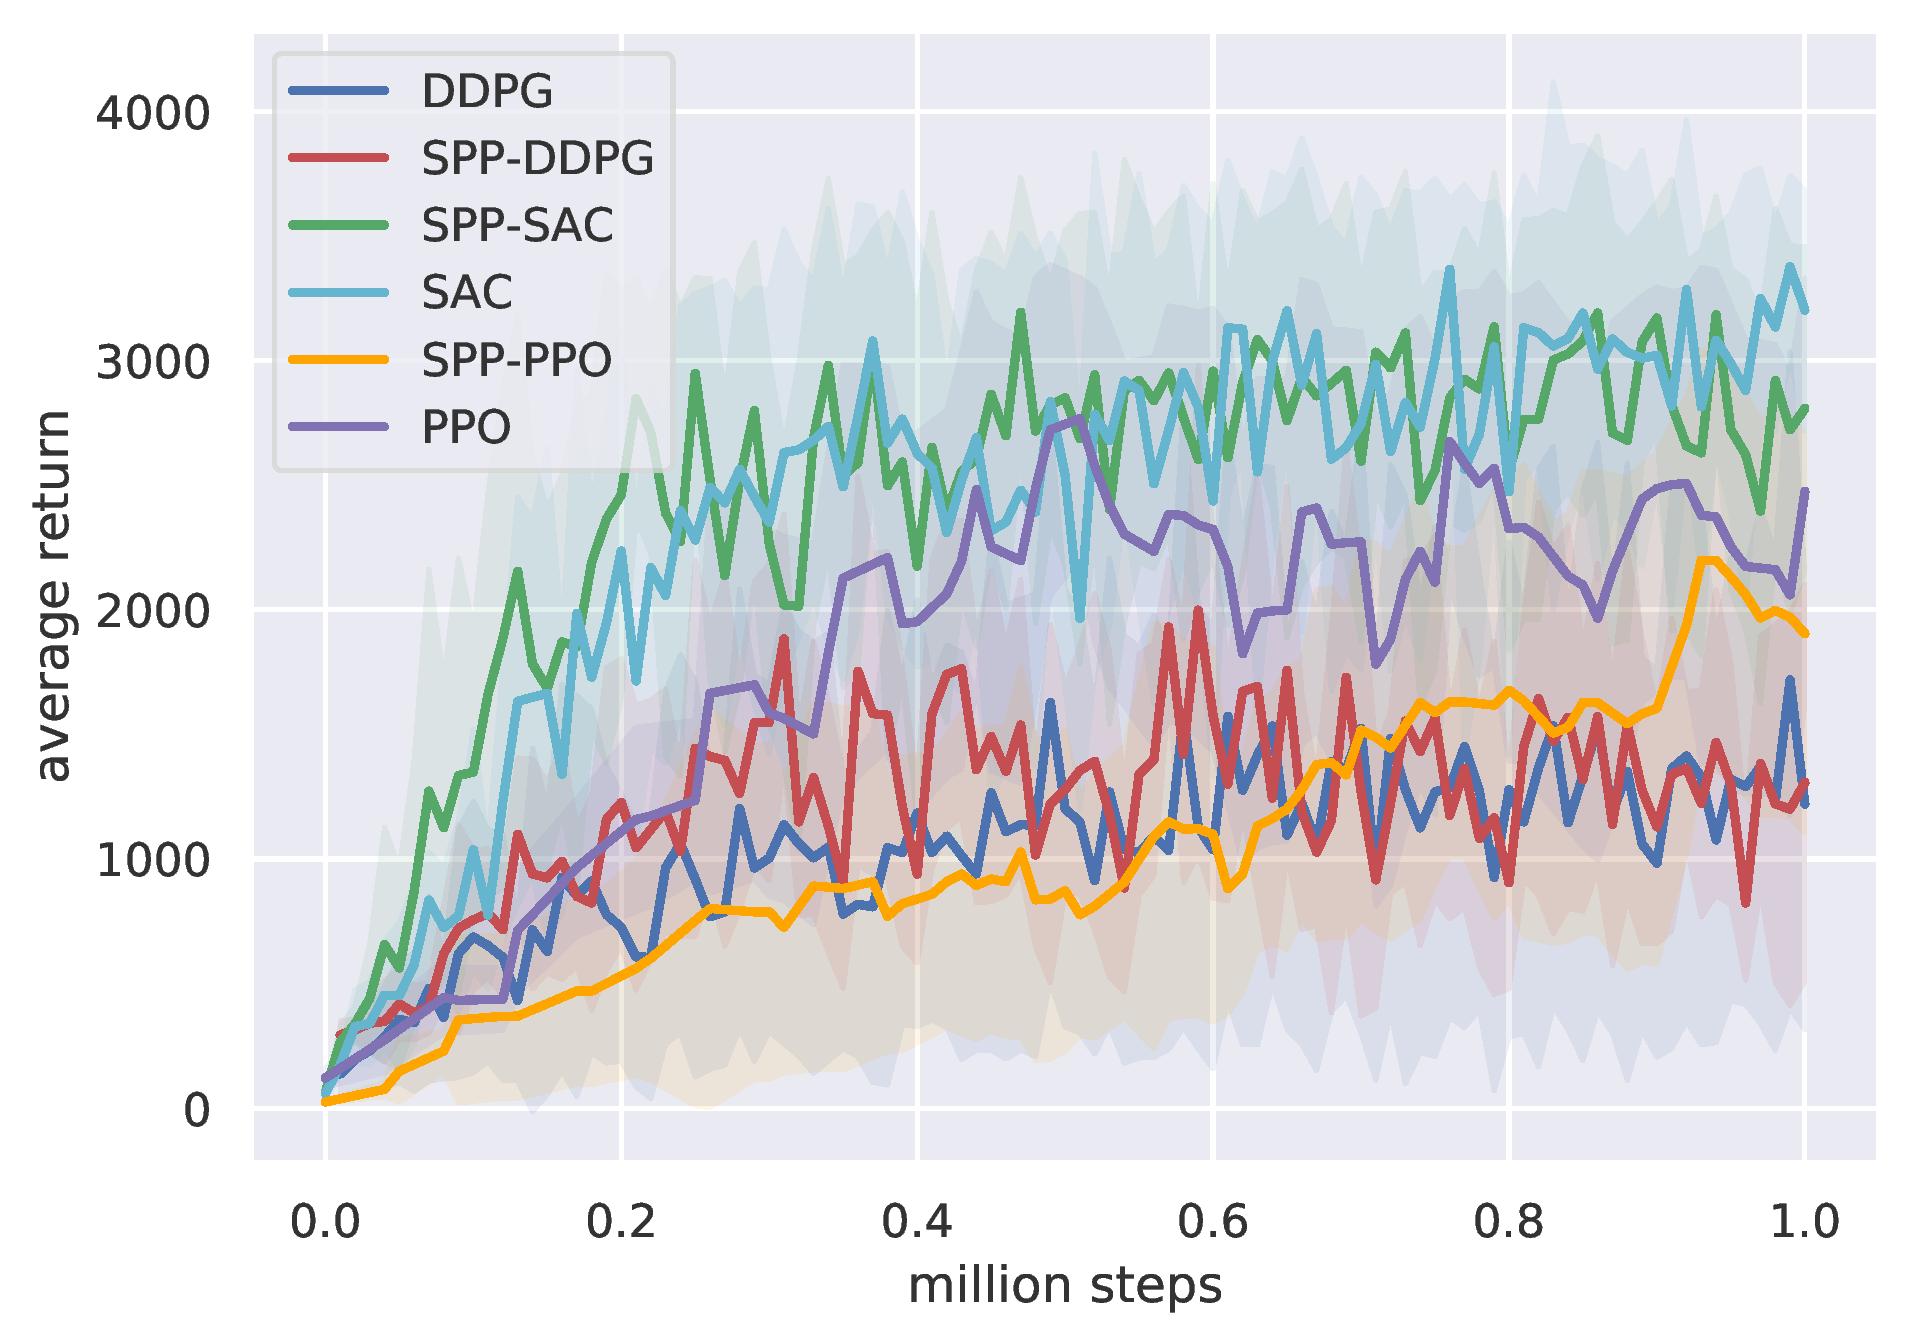 DDPG
SPP-DDPG
SPP-SAC
SAC
SPP-PPO
PPO
average return
4000
3000
2000
1000
0
0.0 0.2 0.4 0.6 0.8 1.0
million steps